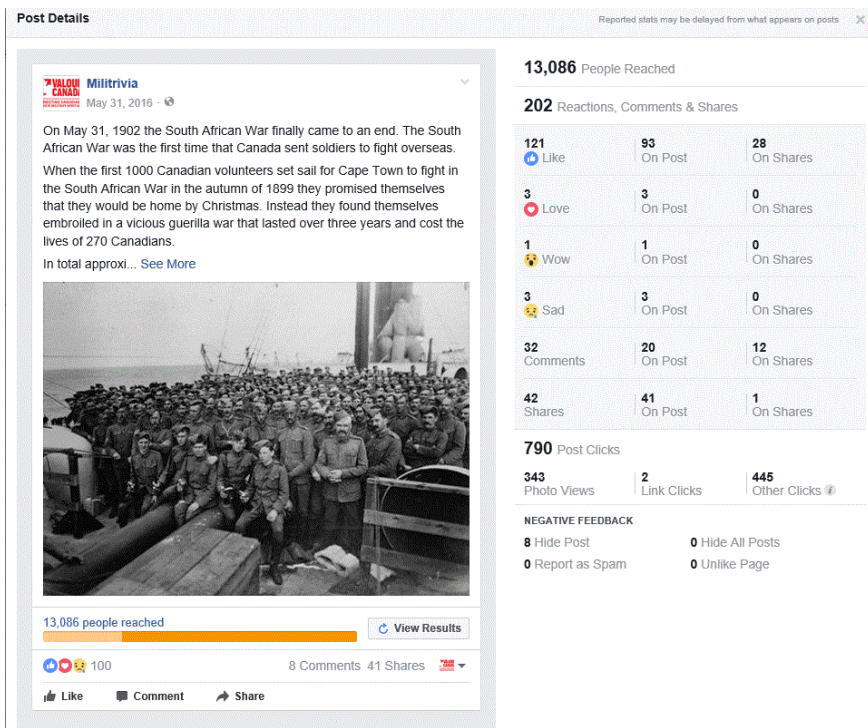 Post Details
Reported stats may be delayed from what appears on posts
VALOUR
CANADA
Militrivia
May 31, 2016
On May 31, 1902 the South African War finally came to an end. The South
African War was the first time that Canada sent soldiers to fight overseas.
When the first 1000 Canadian volunteers set sail for Cape Town to fight in
the South African War in the autumn of 1899 they promised themselves
that they would be home by Christmas. Instead they found themselves
embroiled in a vicious guerilla war that lasted over three years and cost the
lives of 270 Canadians.
In total approxi... See More
13,086 people reached
View Results
100
8 Comments 41 Shares
Like Comment Share
13,086 People Reached
202 Reactions, Comments & Shares
121 93 28
Like On Post On Shares
3 3 0
Love On Post On Shares
1 1 0
Wow On Post On Shares
3 3 0
Sad On Post On Shares
32 20 12
Comments On Post On Shares
42 41 1
Shares On Post On Shares
790 Post Clicks
343 2 445
Photo Views Link Clicks Other Clicks
NEGATIVE FEEDBACK
8 Hide Post 0 Hide All Posts
0 Report as Spam 0 Unlike Page